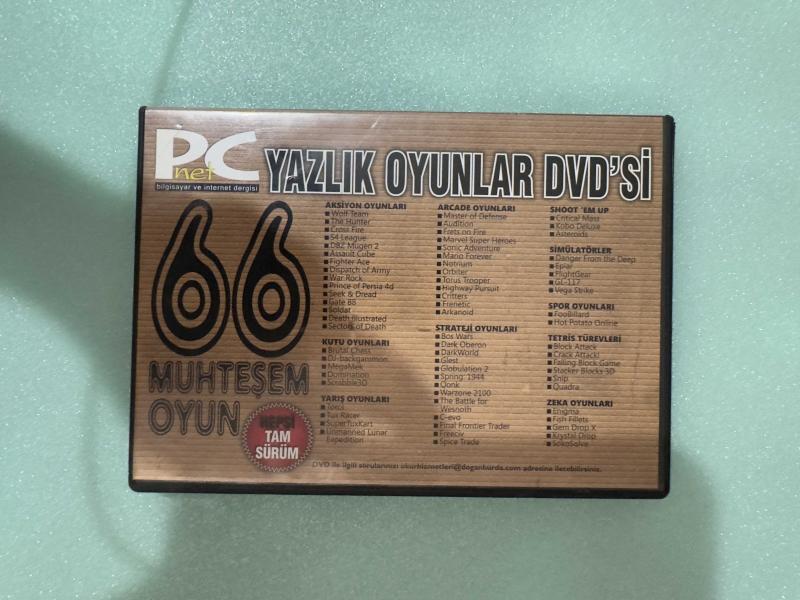 PC net
bilgisayar ve internet dergisi
YAZLIK OYUNLAR DVD'Sİ
66
MUHTEŞEM
OYUN
HEPSİ
TAM
SÜRÜM
AKSİYON OYUNLARI
Wolf Team
The Hunter
Cross Fire
S4 League
DBZ Mugen 2
Assault Cube
Fighter Ace
Dispatch of Army
War Rock
Prince of Persia 4d
Seek & Dread
Gate 88
Soldat
Death Illustrated
Sectors of Death
KUTU OYUNLARI
Brutal Chess
DJ-backgammon
MegaMek
Domination
Scrabble3D
YARIŞ OYUNLARI
Torcs
Tux Racer
SuperTuxKart
Unmanned Lunar
Expedition
ARCADE OYUNLARI
Master of Defense
Audition
Frets on Fire
Marvel Super Heroes
Sonic Adventure
Mario Forever
Notrium
Orbiter
Torus Trooper
Highway Pursuit
Critters
Frenetic
Arkanoid
STRATEJİ OYUNLARI
Bos Wars
Dark Oberon
DarkWorld
Glest
Globulation 2
Spring: 1944
Qonk
Warzone 2100
The Battle for
Wesnoth
C-evo
Final Frontier Trader
Freeciv
Spice Trade
SHOOT 'EM UP
Critical Mass
Kobo Deluxe
Asteroids
SİMÜLATÖRLER
Danger From the Deep
Epiar
FlightGear
GL-117
Vega Strike
SPOR OYUNLARI
FooBillard
Hot Potato Online
TETRİS TÜREVLERİ
Block Attack
Crack Attack!
Falling Block Game
Stacker Blocks 3D
Snip
Quadra
ZEKA OYUNLARI
Enigma
Fish Fillets
Gem Drop X
Krystal Drop
SokoSolve
DVD ile ilgili sorularınızı okurhizmetleri@doganburda.com adresine iletebilirsiniz.